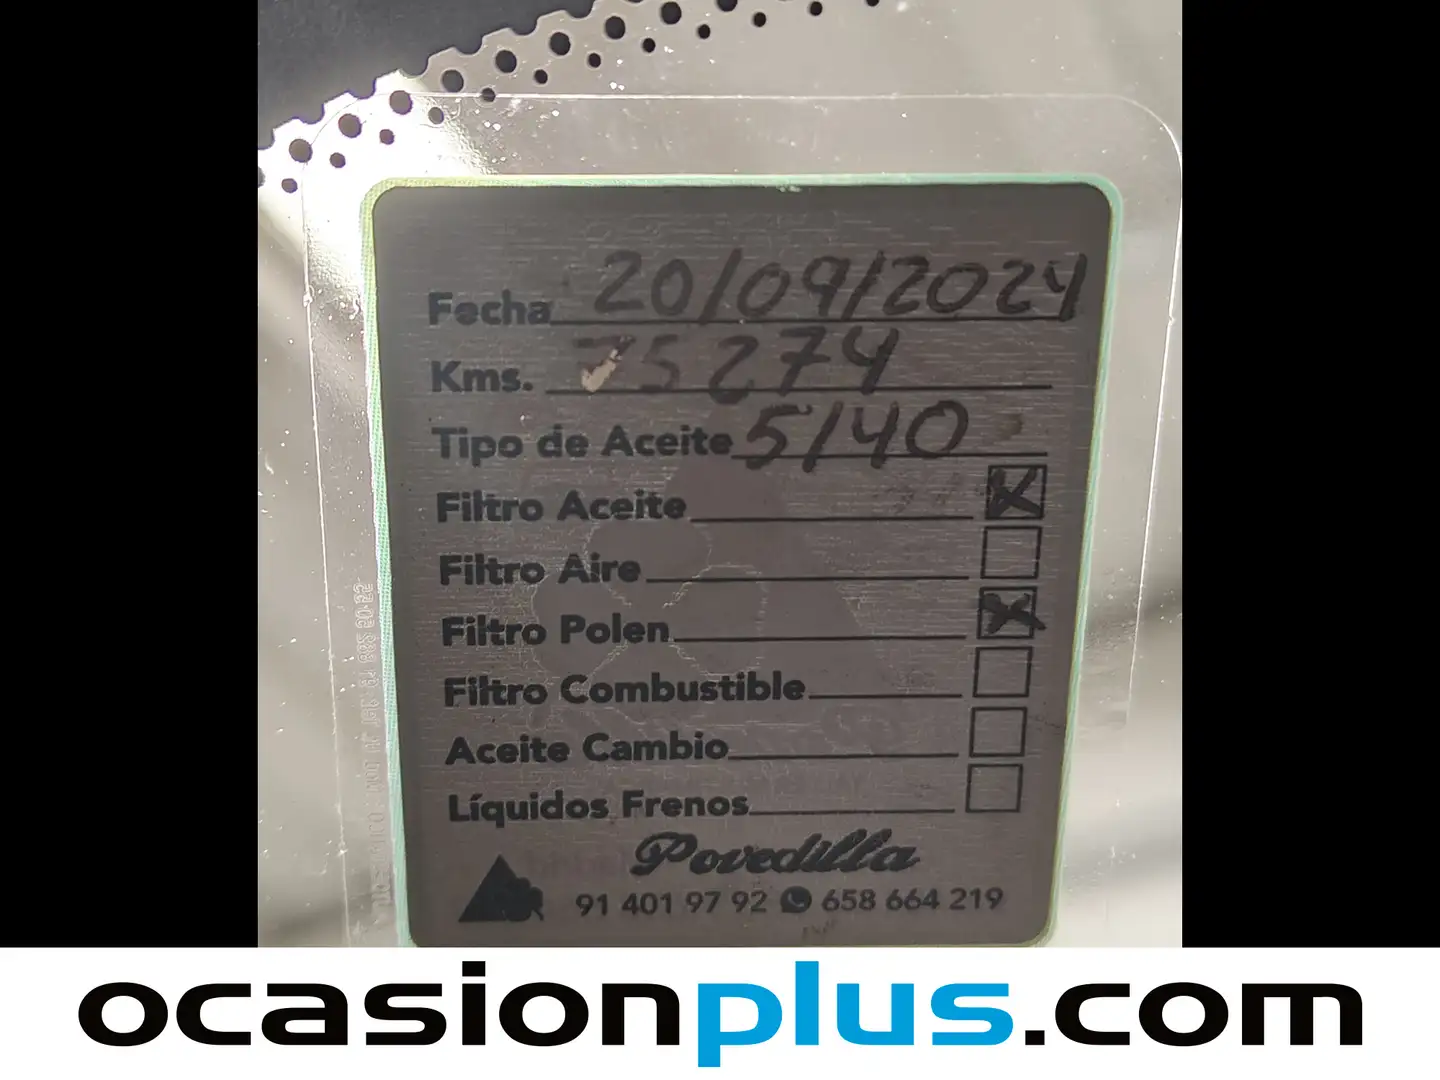 Fecha 20/09/2024
Kms. 75274
Tipo de Aceite 5/40
Filtro Aceite X
Filtro Aire
Filtro Polen X
Filtro Combustible
Aceite Cambio
Líquidos Frenos
Povedilla
91 401 97 92 658 664 219
ocasionplus.com